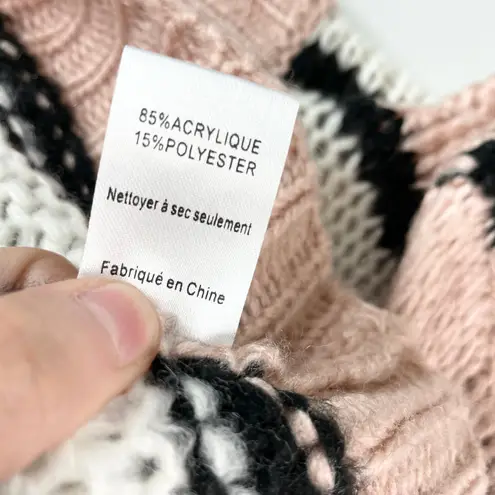 85%ACRYLIQUE
15%POLYESTER
Nettoyer à sec seulement
Fabriqué en Chine